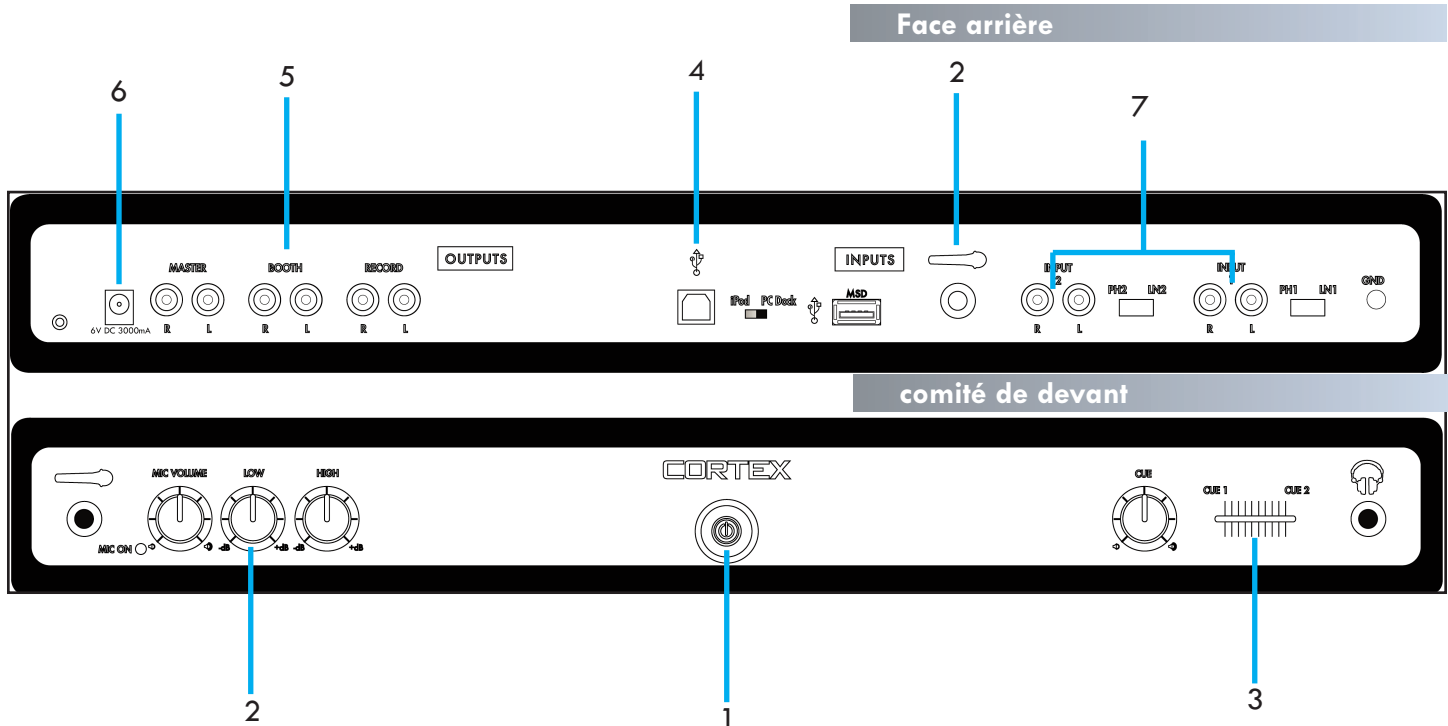 Face arrière
6
5
4
2
7
MASTER BOOTH RECORD OUTPUTS INPUTS
6V DC 3000mA
R L R L R L
iPod PC Dock MSD
INPUT 2
R L
PH2 LN2
INPUT
R L
PH1 LN1
GND
comité de devant
MIC VOLUME LOW HIGH
MIC ON
-dB +dB -dB +dB
CORTEX
CUE
CUE 1 CUE 2
2
1
3